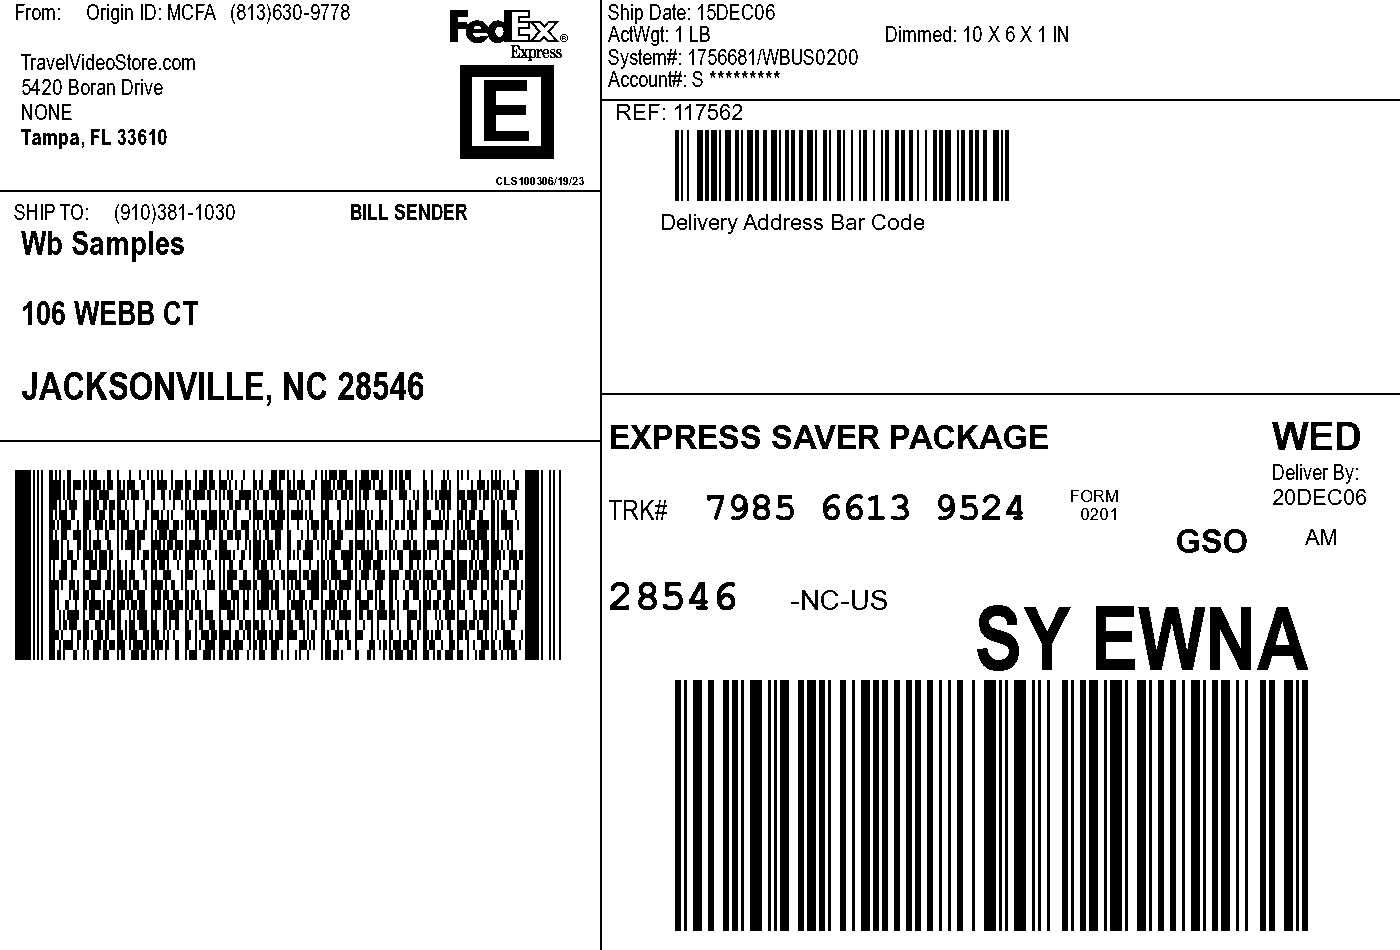 From: Origin ID: MCFA (813)630-9778
TravelVideoStore.com
5420 Boran Drive
NONE
Tampa, FL 33610
FedEx®
Express
E
CLS100306/19/23
SHIP TO: (910)381-1030 BILL SENDER
Wb Samples
106 WEBB CT
JACKSONVILLE, NC 28546
Ship Date: 15DEC06
ActWgt: 1 LB Dimmed: 10 X 6 X 1 IN
System#: 1756681/WBUS0200
Account#: S *********
REF: 117562
Delivery Address Bar Code
EXPRESS SAVER PACKAGE
WED
Deliver By:
20DEC06
TRK# 7985 6613 9524 FORM
0201
GSO AM
28546 -NC-US
SY EWNA